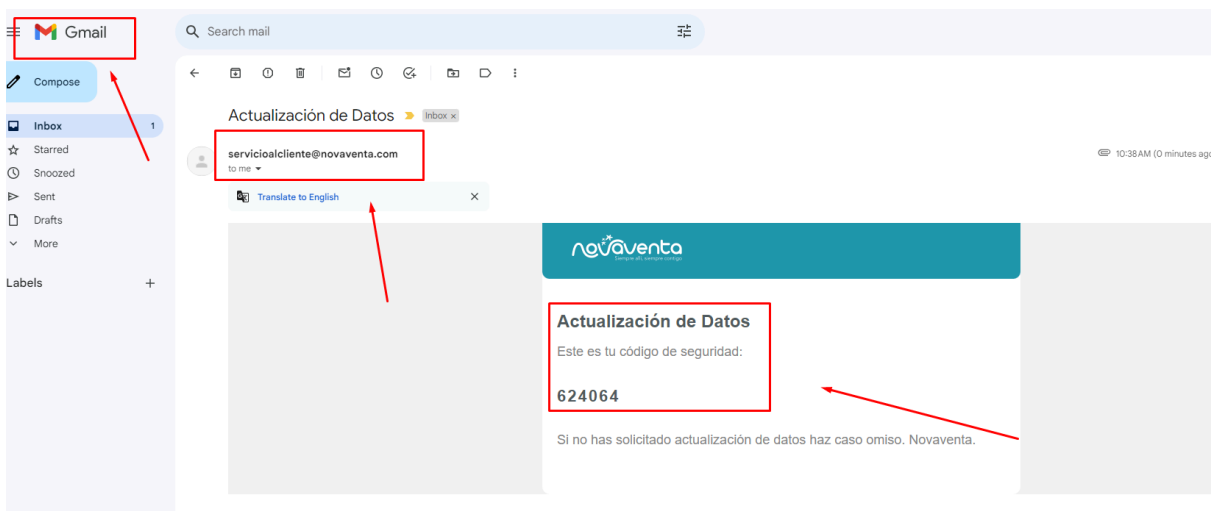 Gmail
Search mail
Compose
Actualización de Datos Inbox x
Inbox 1
servicioalcliente@novaventa.com
10:38 AM (0 minutes ago
Starred
to me
Snoozed
Translate to English
Sent
Drafts
More
novaventa
Siempre allí, siempre contigo
Labels
Actualización de Datos
Este es tu código de seguridad:
624064
Si no has solicitado actualización de datos haz caso omiso. Novaventa.